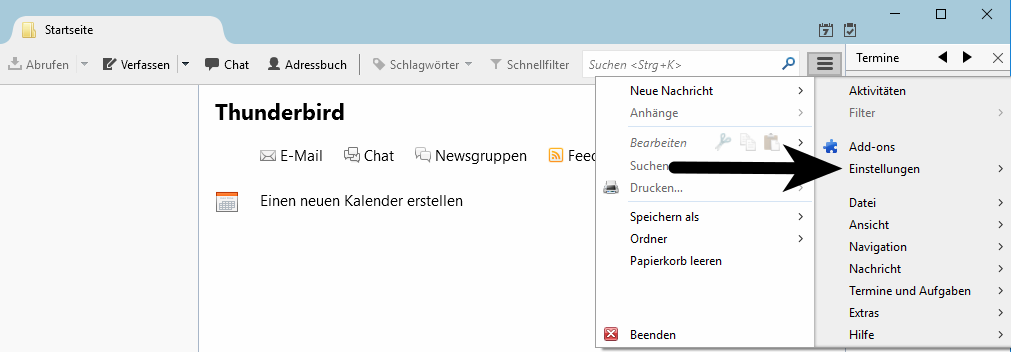 Startseite
7
Abrufen Verfassen Chat Adressbuch Schlagwörter Schnellfilter Suchen <Strg+K> Termine
Thunderbird
E-Mail Chat Newsgruppen Feed
Einen neuen Kalender erstellen
Neue Nachricht
Anhänge
Bearbeiten
Suchen
Drucken...
Speichern als
Ordner
Papierkorb leeren
Beenden
Aktivitäten
Filter
Add-ons
Einstellungen
Datei
Ansicht
Navigation
Nachricht
Termine und Aufgaben
Extras
Hilfe